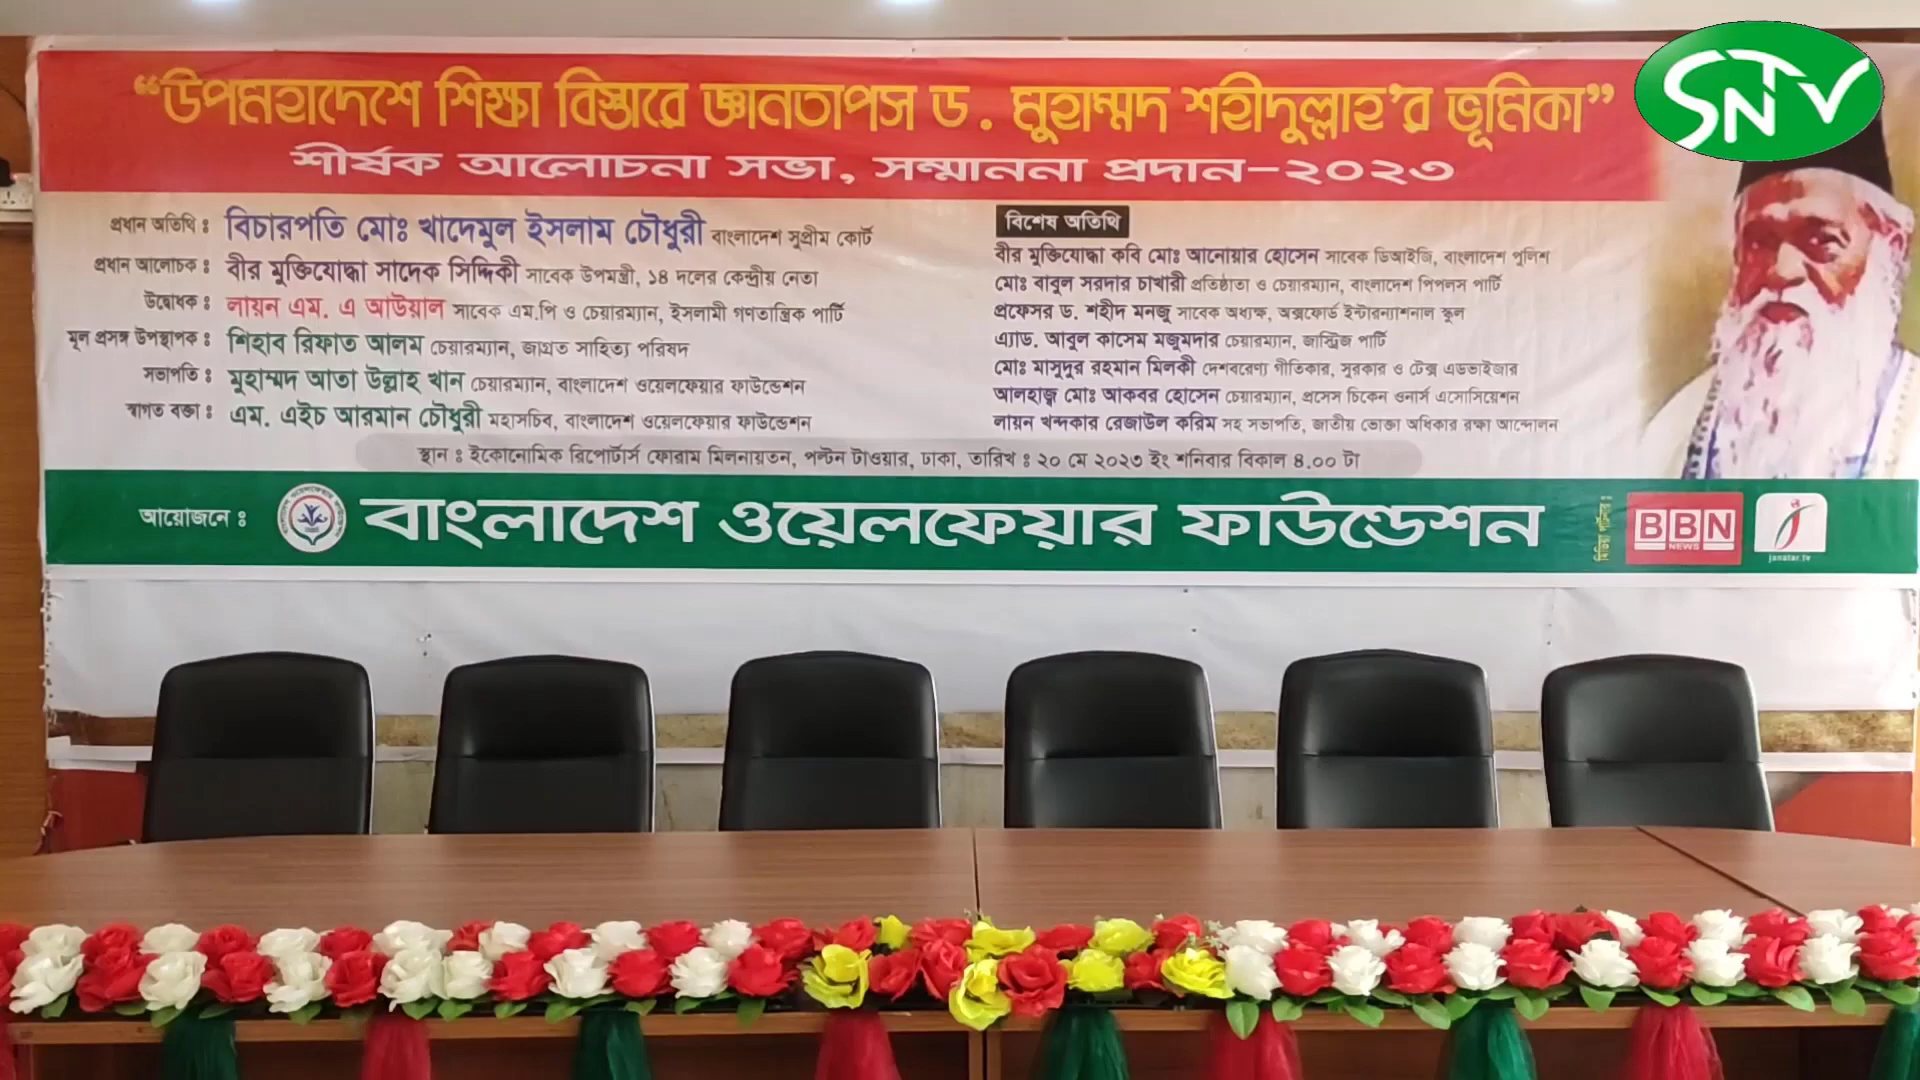 SNTV
“উপমহাদেশে শিক্ষা বিস্তারে জ্ঞানতাপস ড. মুহাম্মদ শহীদুল্লাহ’র ভূমিকা”
শীর্ষক আলোচনা সভা, সম্মাননা প্রদান-২০২৩
প্রধান অতিথি ঃ বিচারপতি মোঃ খাদেমুল ইসলাম চৌধুরী বাংলাদেশ সুপ্রীম কোর্ট
প্রধান আলোচক ঃ বীর মুক্তিযোদ্ধা সাদেক সিদ্দিকী সাবেক উপমন্ত্রী, ১৪ দলের কেন্দ্রীয় নেতা
উদ্বোধক ঃ লায়ন এম. এ আউয়াল সাবেক এম.পি ও চেয়ারম্যান, ইসলামী গণতান্ত্রিক পার্টি
মূল প্রসঙ্গ উপস্থাপক ঃ শিহাব রিফাত আলম চেয়ারম্যান, জাগ্রত সাহিত্য পরিষদ
সভাপতি ঃ মুহাম্মদ আতা উল্লাহ খান চেয়ারম্যান, বাংলাদেশ ওয়েলফেয়ার ফাউন্ডেশন
স্বাগত বক্তা ঃ এম. এইচ আরমান চৌধুরী মহাসচিব, বাংলাদেশ ওয়েলফেয়ার ফাউন্ডেশন
বিশেষ অতিথি
বীর মুক্তিযোদ্ধা কবি মোঃ আনোয়ার হোসেন সাবেক ডিআইজি, বাংলাদেশ পুলিশ
মোঃ বাবুল সরদার চাখারী প্রতিষ্ঠাতা ও চেয়ারম্যান, বাংলাদেশ পিপলস পার্টি
প্রফেসর ড. শহীদ মনজু সাবেক অধ্যক্ষ, অক্সফোর্ড ইন্টারন্যাশনাল স্কুল
এ্যাড. আবুল কাসেম মজুমদার চেয়ারম্যান, জাস্ট্রিজ পার্টি
মোঃ মাসুদুর রহমান মিলকী দেশবরেণ্য গীতিকার, সুরকার ও টেক্স এডভাইজার
আলহাজ্ব মোঃ আকবর হোসেন চেয়ারম্যান, প্রসেস চিকেন ওনার্স এসোসিয়েশন
লায়ন খন্দকার রেজাউল করিম সহ সভাপতি, জাতীয় ভোক্তা অধিকার রক্ষা আন্দোলন
স্থান ঃ ইকোনোমিক রিপোর্টার্স ফোরাম মিলনায়তন, পল্টন টাওয়ার, ঢাকা, তারিখ ঃ ২০ মে ২০২৩ ইং শনিবার বিকাল ৪.০০ টা
আয়োজনে ঃ বাংলাদেশ ওয়েলফেয়ার ফাউন্ডেশন
BBN
NEWS
janatar.tv